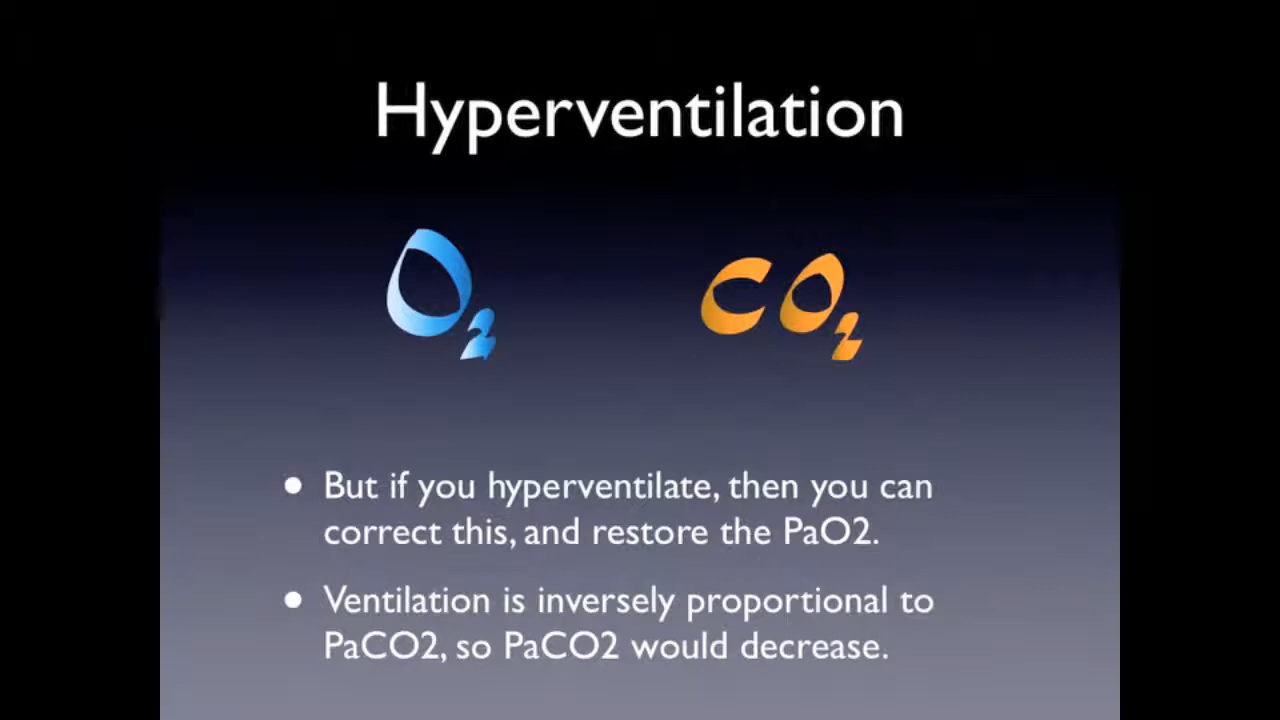 Hyperventilation
O2 CO2
• But if you hyperventilate, then you can
correct this, and restore the PaO2.
• Ventilation is inversely proportional to
PaCO2, so PaCO2 would decrease.